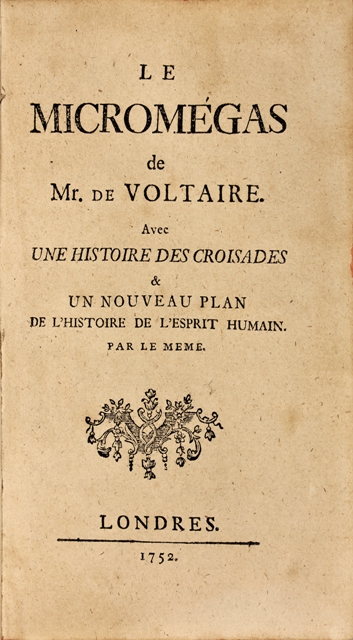 LE
MICROMÉGAS
de
Mr. DE VOLTAIRE.
Avec
UNE HISTOIRE DES CROISADES
&
UN NOUVEAU PLAN
DE L'HISTOIRE DE L'ESPRIT HUMAIN.
PAR LE MEME.
LONDRES.
1752.